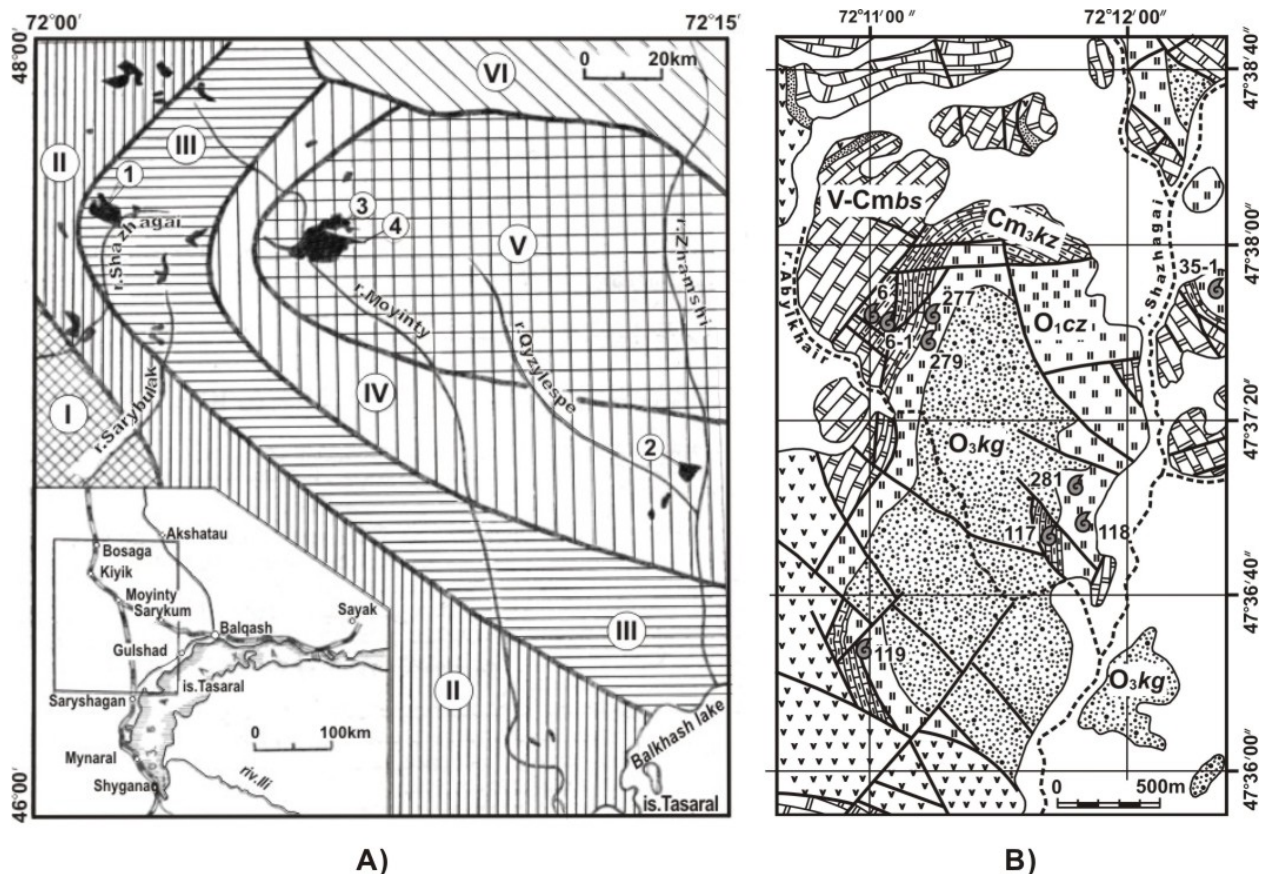 72°00′
72°15′
48°00′
46°00′
0 20km
VI
II
III
1
3
4
V
r.Shazhagai
r.Moyinty
r.Zhamshi
r.Qyzylespe
I
r.Sarybulak
IV
2
III
II
Akshatau
Bosaga
Kiyik
Moyinty
Sarykum
Sayak
Balqash
Gulshad
is.Tasaral
Saryshagan
0 100km
Mynaral
Shyganaq
riv.Ili
Balkhash lake
is.Tasaral
A)
72°11′00″
72°12′00″
47°38′40″
47°38′00″
47°37′20″
47°36′40″
47°36′00″
V-Cmbs
Cm₃kz
r.Abylkhair
r.Shazhagai
35-1
6
277
6-1
279
O₁cz
O₃kg
281
117
118
119
O₃kg
0 500m
B)